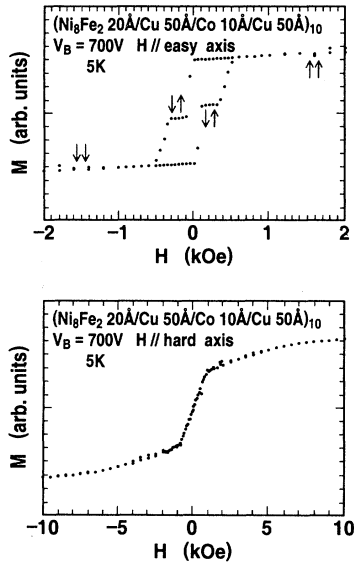 (Ni8Fe2 20Å/Cu 50Å/Co 10Å/Cu 50Å)10
VB = 700V H // easy axis
5K
M (arb. units)
↓↑
↑↑
↓↑
↓↓
−2 −1 0 1 2
H (kOe)
(Ni8Fe2 20Å/Cu 50Å/Co 10Å/Cu 50Å)10
VB = 700V H // hard axis
5K
M (arb. units)
−10 −5 0 5 10
H (kOe)